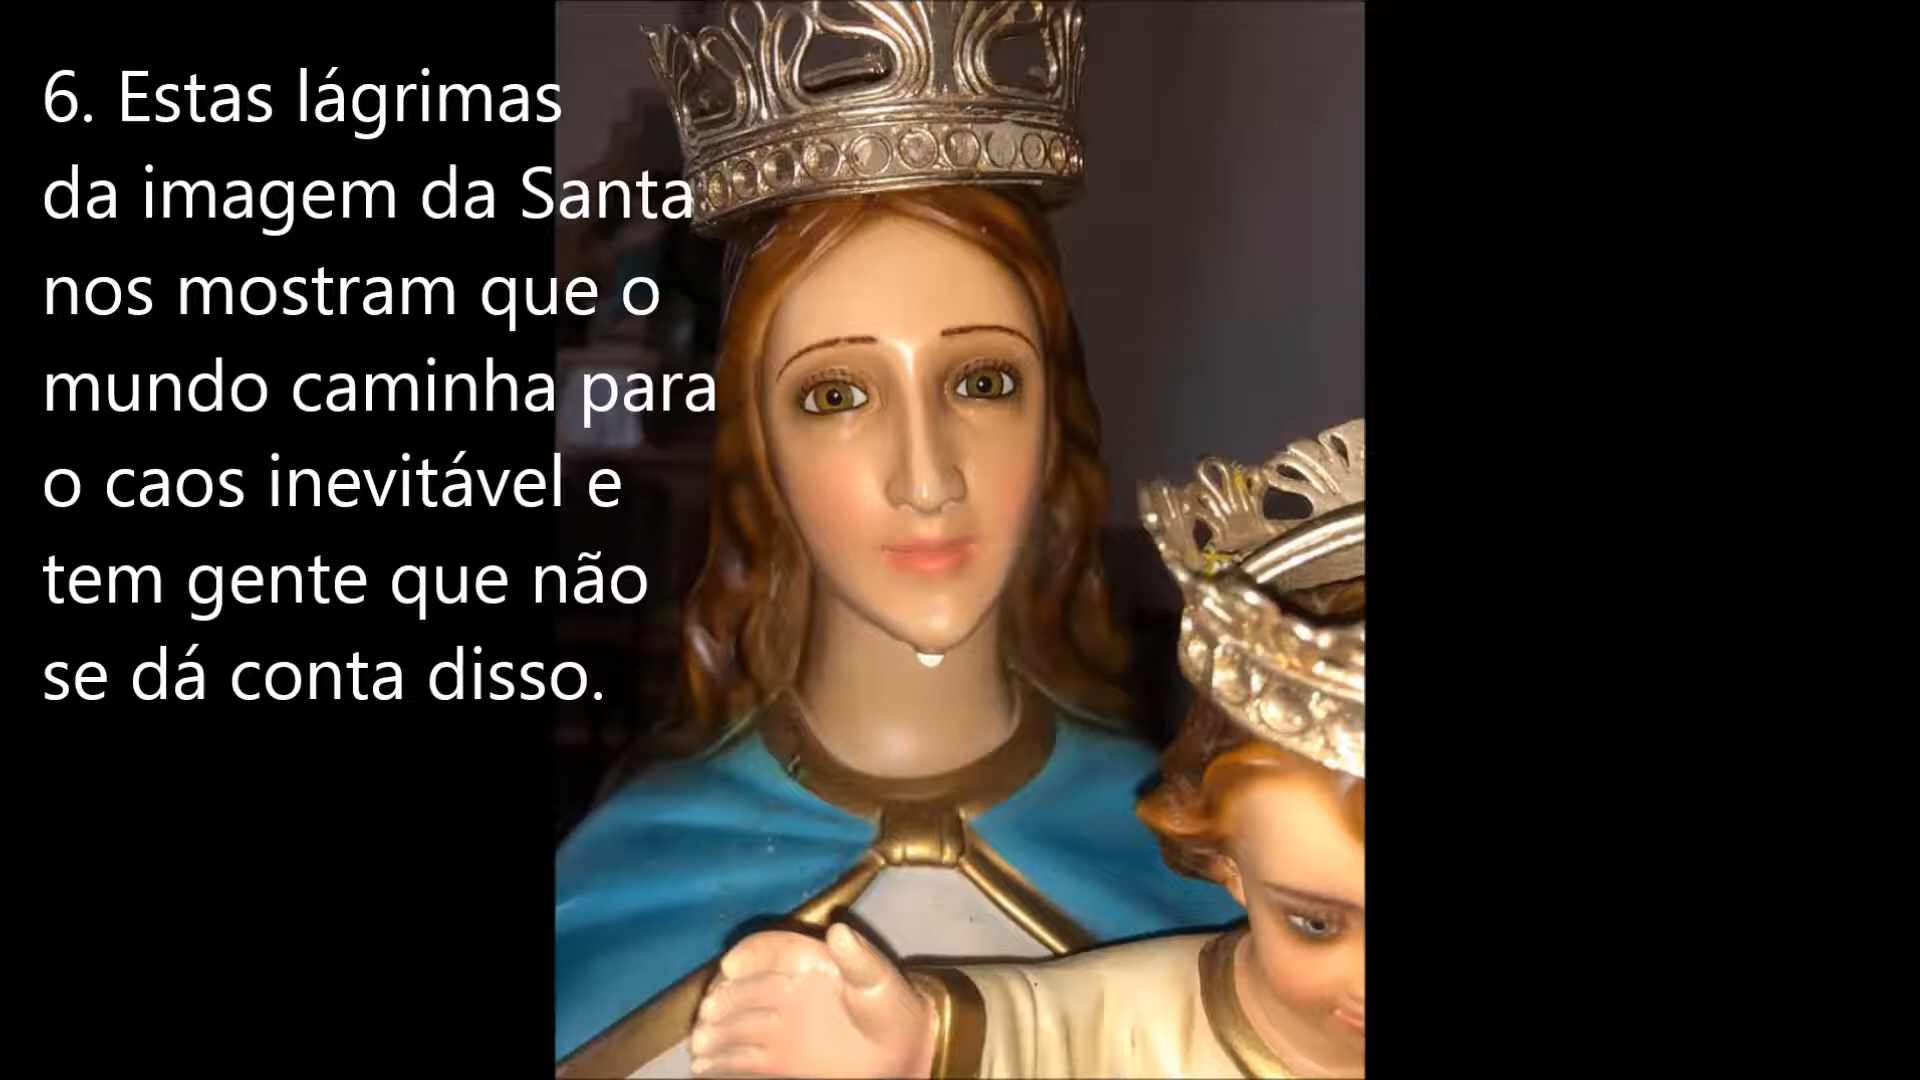 6. Estas lágrimas
da imagem da Santa
nos mostram que o
mundo caminha para
o caos inevitável e
tem gente que não
se dá conta disso.